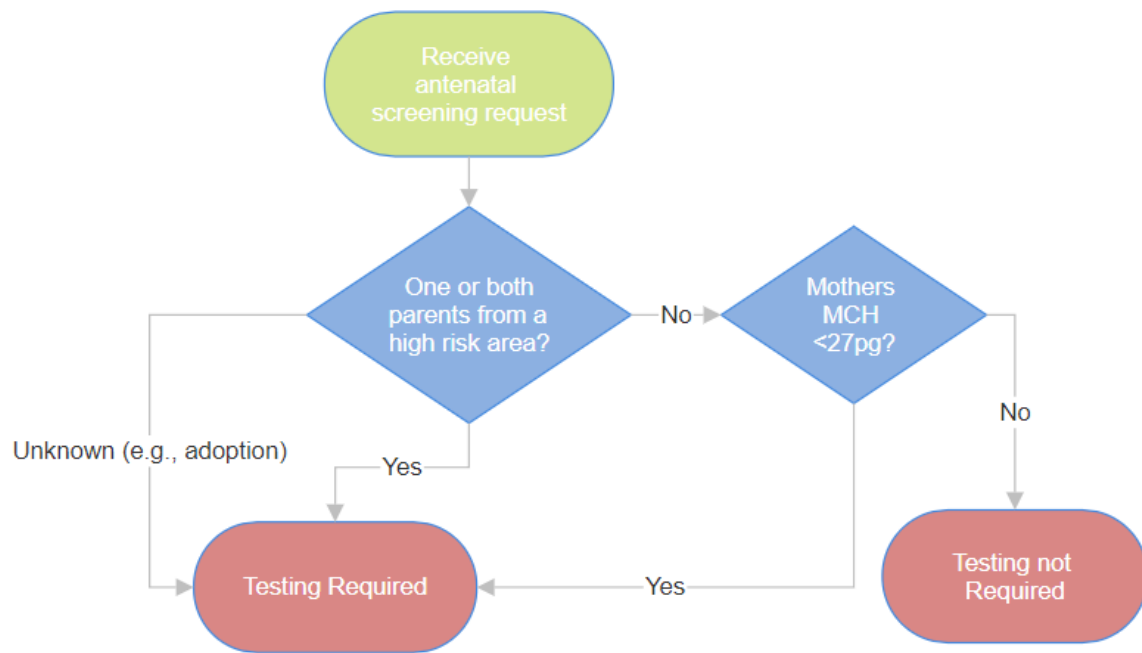 Receive
antenatal
screening request
One or both
parents from a
high risk area?
No
Mothers
MCH
<27pg?
No
Unknown (e.g., adoption)
Yes
Testing Required
Yes
Testing not
Required